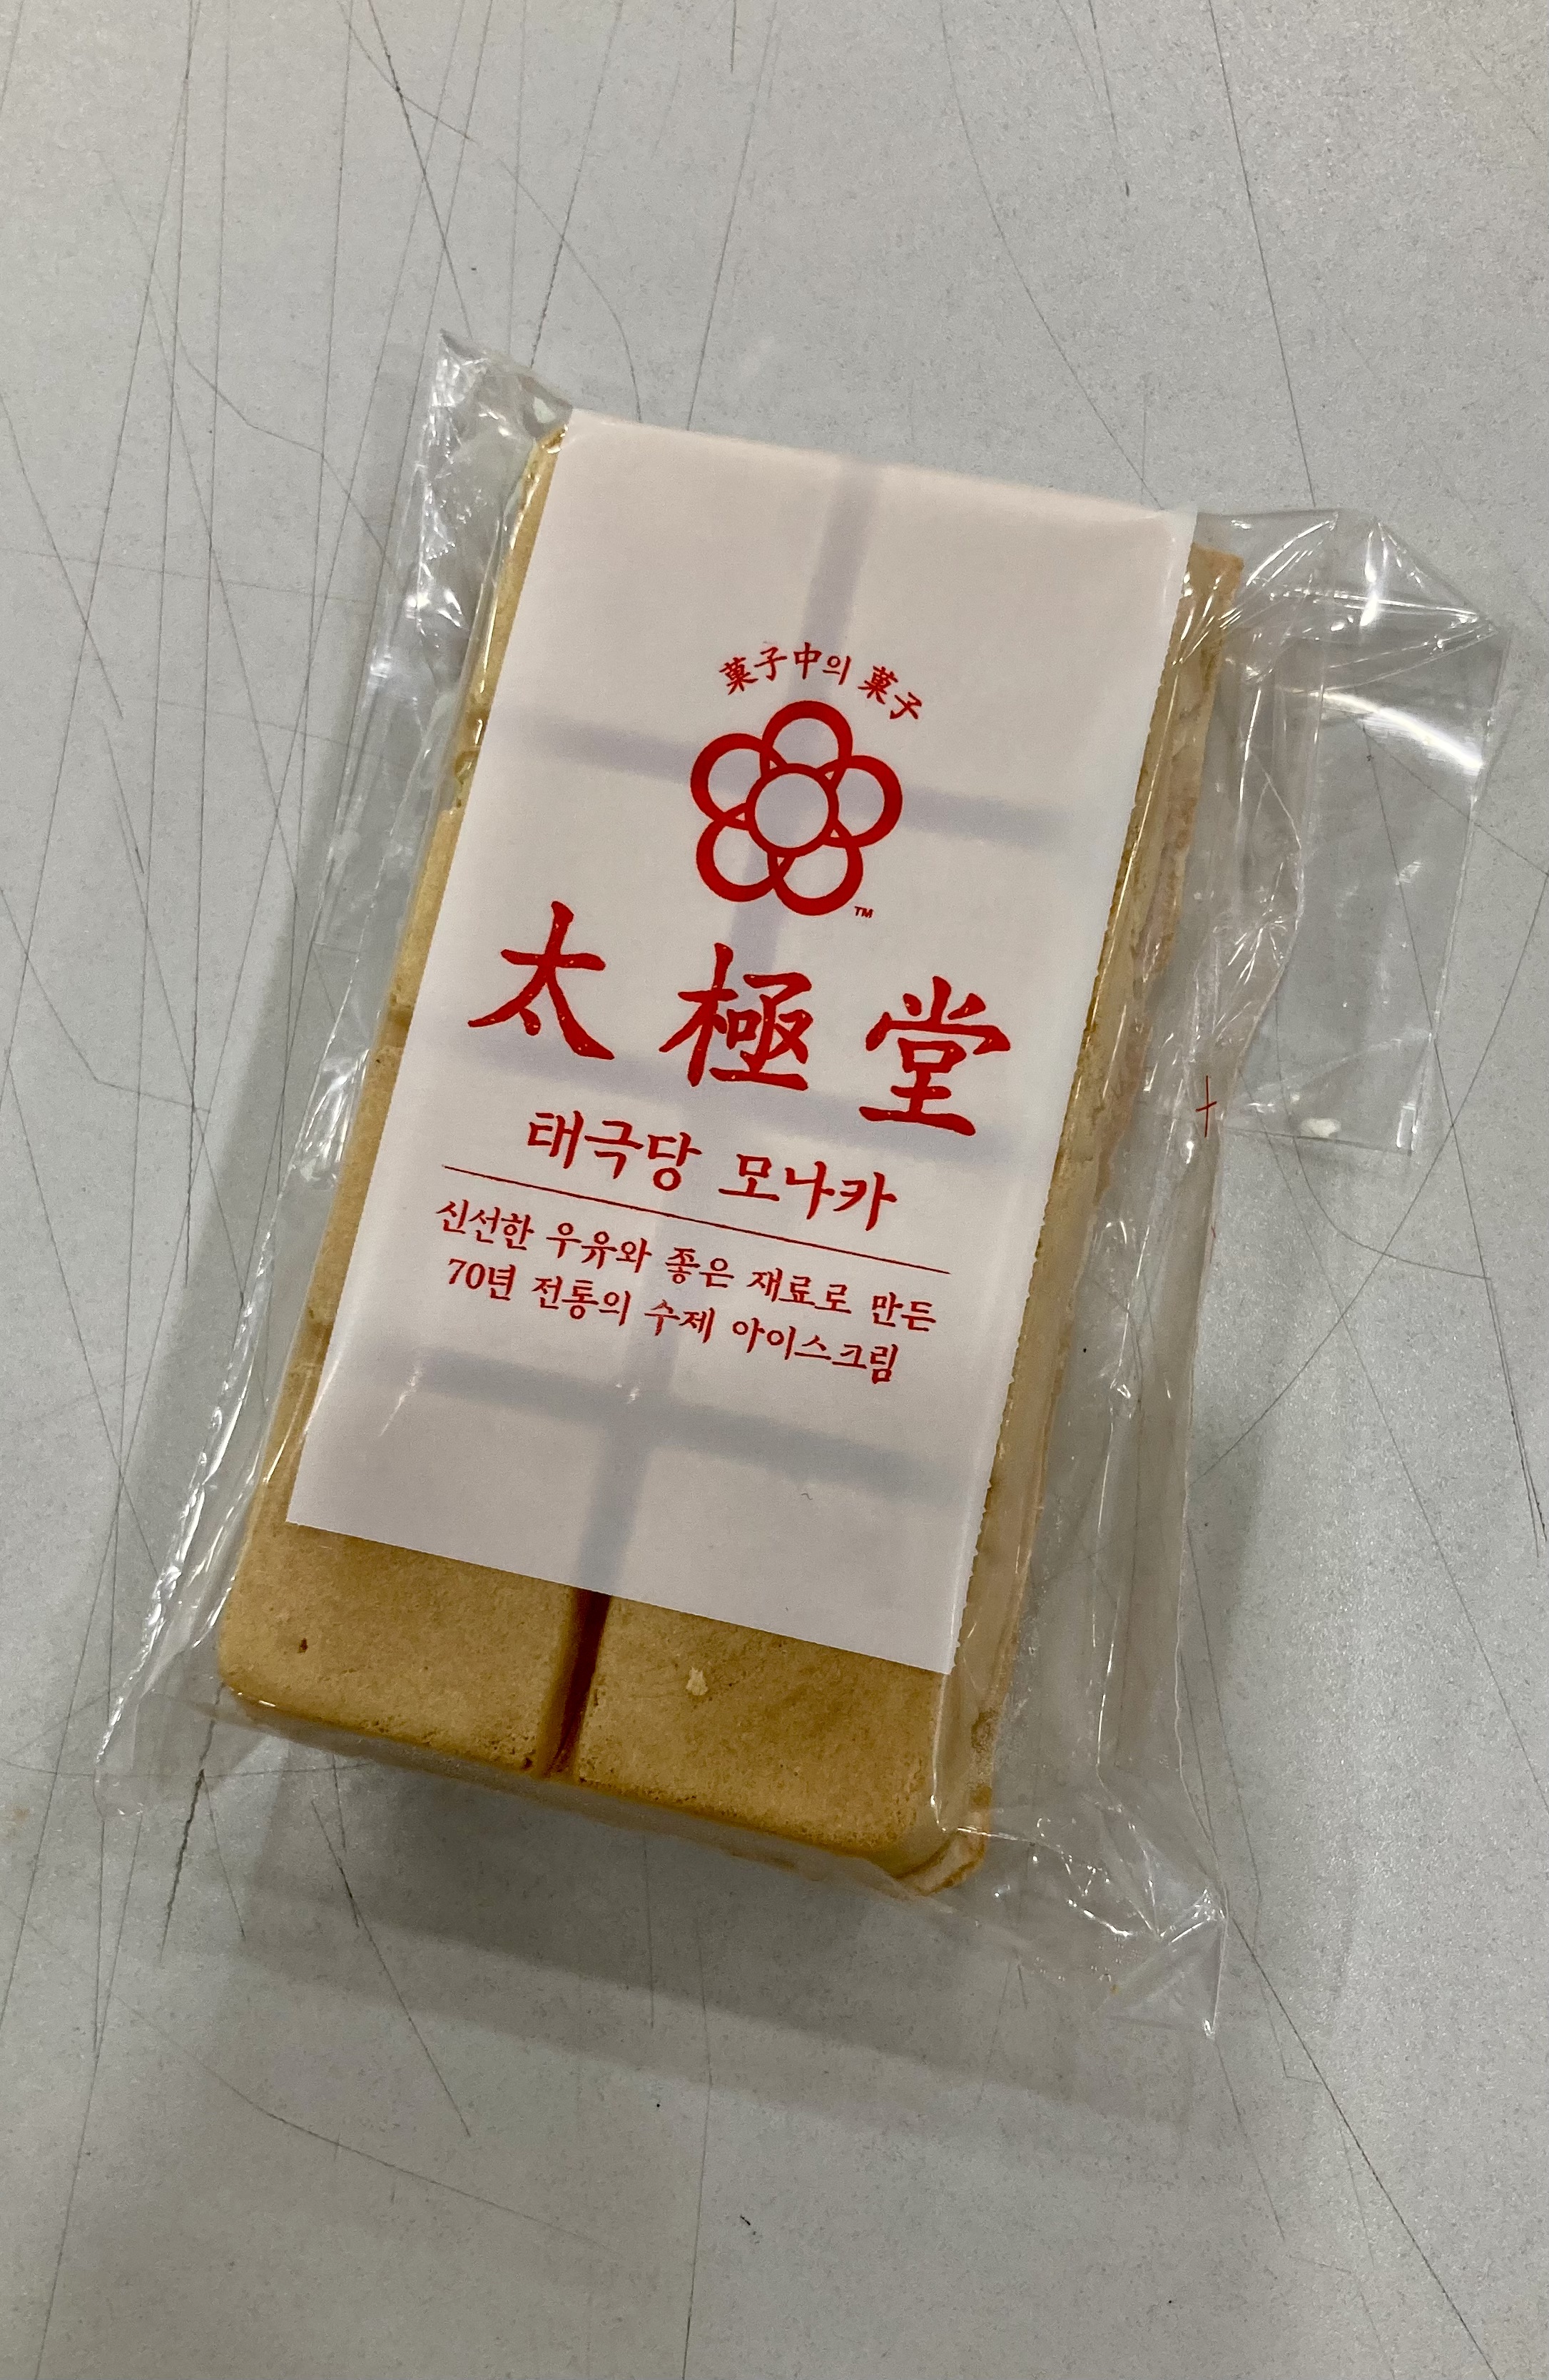 菓子中의 菓子
TM
太極堂
태극당 모나카
신선한 우유와 좋은 재료로 만든
70년 전통의 수제 아이스크림